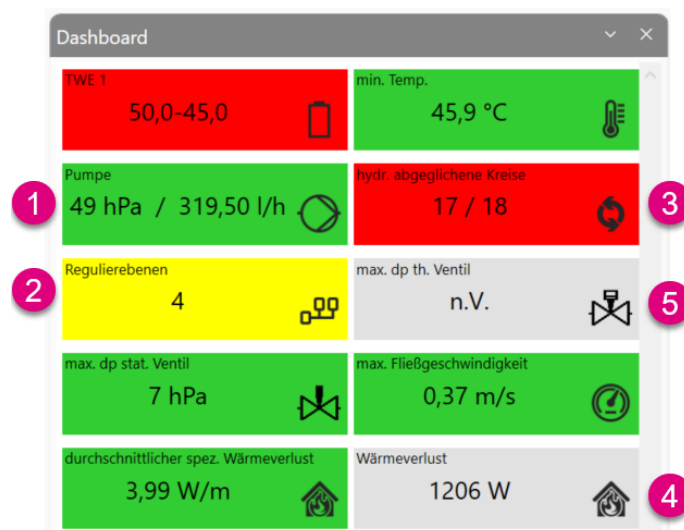 Dashboard
TWE 1
50,0-45,0
min. Temp.
45,9 °C
1
Pumpe
49 hPa / 319,50 l/h
hydr. abgeglichene Kreise
17 / 18
3
2
Regulierebenen
4
max. dp th. Ventil
n.V.
5
max. dp stat. Ventil
7 hPa
max. Fließgeschwindigkeit
0,37 m/s
durchschnittlicher spez. Wärmeverlust
3,99 W/m
Wärmeverlust
1206 W
4